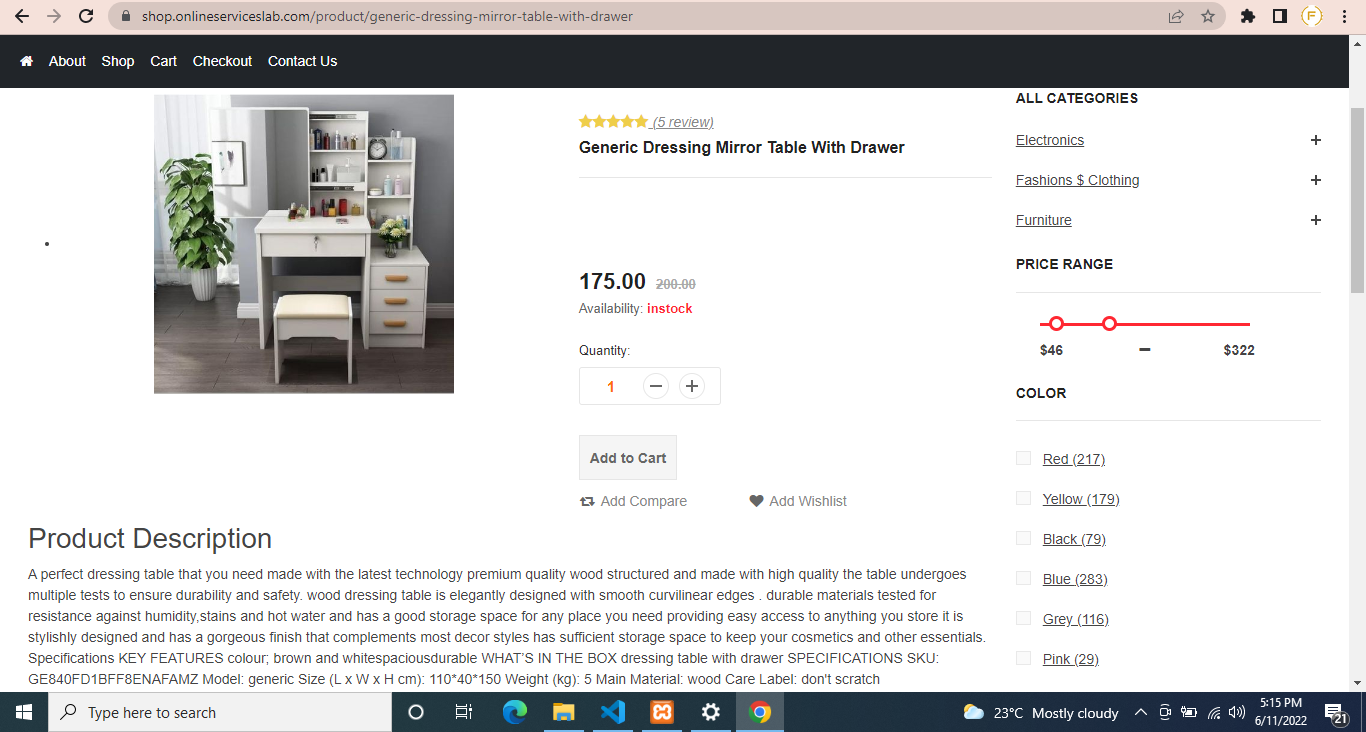 shop.onlineserviceslab.com/product/generic-dressing-mirror-table-with-drawer
F
About Shop Cart Checkout Contact Us
(5 review)
Generic Dressing Mirror Table With Drawer
175.00 200.00
Availability: instock
Quantity:
1
Add to Cart
Add Compare Add Wishlist
Product Description
A perfect dressing table that you need made with the latest technology premium quality wood structured and made with high quality the table undergoes
multiple tests to ensure durability and safety. wood dressing table is elegantly designed with smooth curvilinear edges . durable materials tested for
resistance against humidity,stains and hot water and has a good storage space for any place you need providing easy access to anything you store it is
stylishly designed and has a gorgeous finish that complements most decor styles has sufficient storage space to keep your cosmetics and other essentials.
Specifications KEY FEATURES colour; brown and whitespaciousdurable WHAT'S IN THE BOX dressing table with drawer SPECIFICATIONS SKU:
GE840FD1BFF8ENAFAMZ Model: generic Size (L x W x H cm): 110*40*150 Weight (kg): 5 Main Material: wood Care Label: don't scratch
ALL CATEGORIES
Electronics
Fashions $ Clothing
Furniture
PRICE RANGE
$46 – $322
COLOR
Red (217)
Yellow (179)
Black (79)
Blue (283)
Grey (116)
Pink (29)
Type here to search
23°C Mostly cloudy
5:15 PM
6/11/2022
21